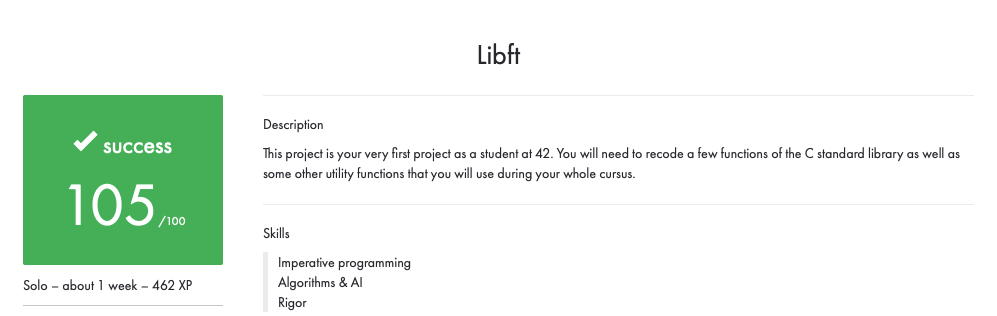 Libft
success
105/100
Solo – about 1 week – 462 XP
Description
This project is your very first project as a student at 42. You will need to recode a few functions of the C standard library as well as
some other utility functions that you will use during your whole cursus.
Skills
Imperative programming
Algorithms & AI
Rigor